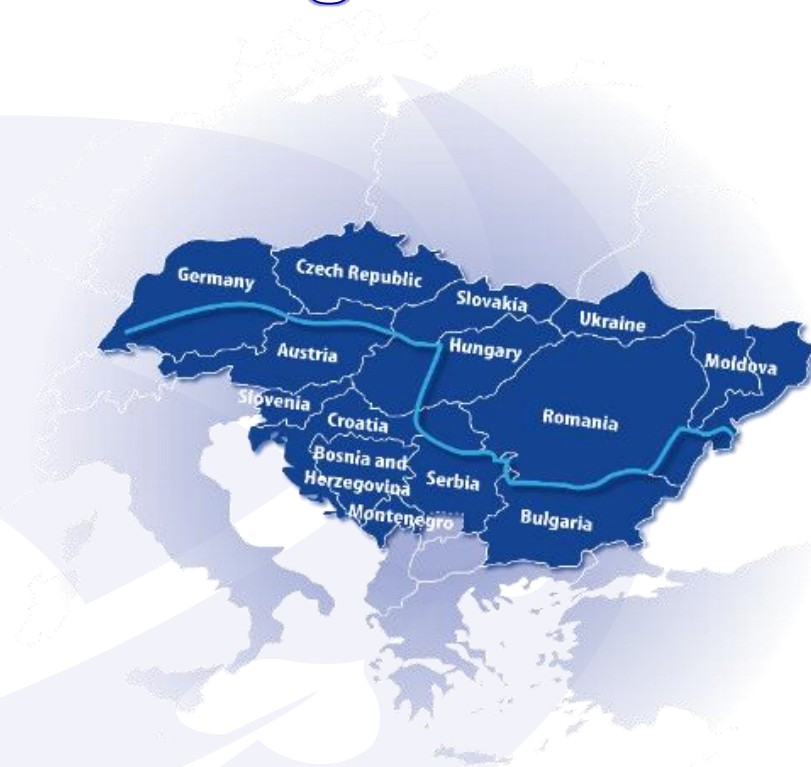 Germany
Czech Republic
Slovakia
Ukraine
Austria
Hungary
Moldova
Slovenia
Croatia
Romania
Bosnia and
Herzegovina
Serbia
Montenegro
Bulgaria